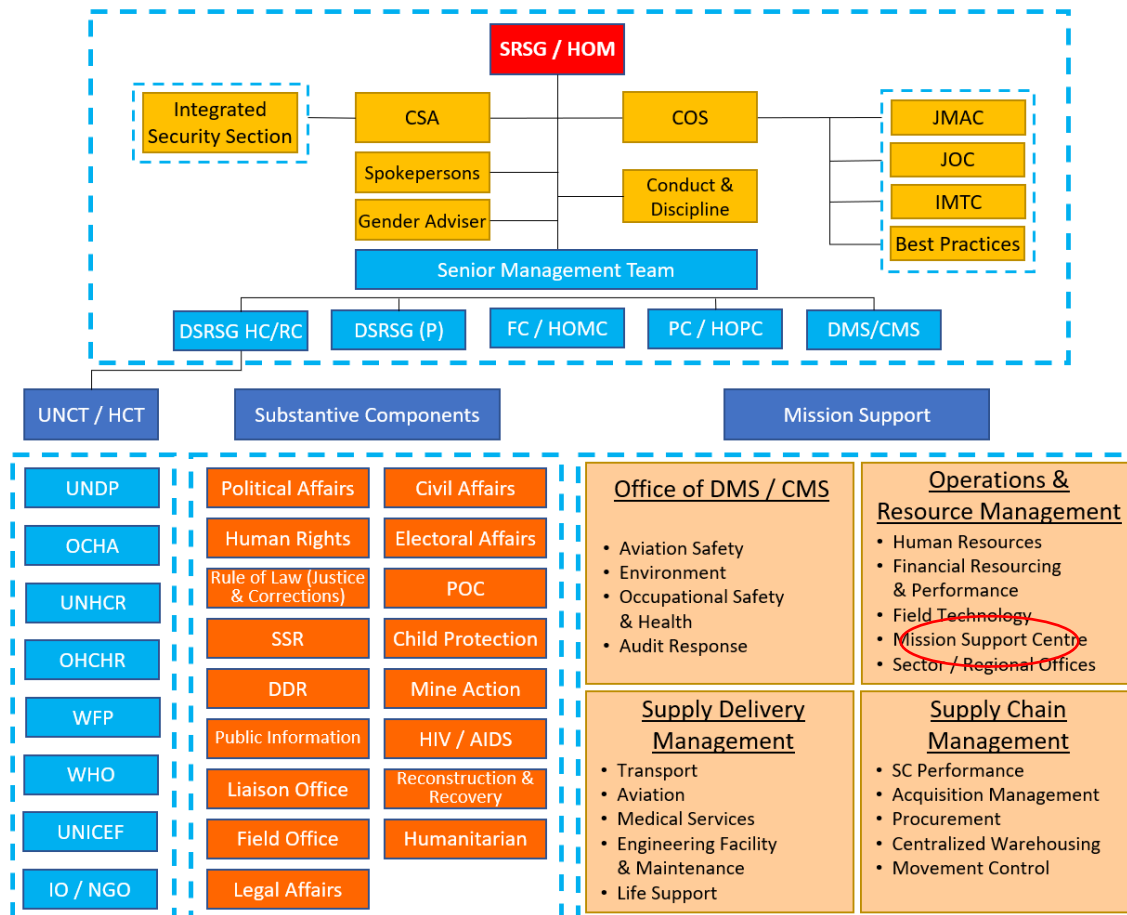 SRSG / HOM
Integrated
Security Section
CSA
COS
JMAC
JOC
IMTC
Best Practices
Spokepersons
Gender Adviser
Conduct &
Discipline
Senior Management Team
DSRSG HC/RC
DSRSG (P)
FC / HOMC
PC / HOPC
DMS/CMS
UNCT / HCT
Substantive Components
Mission Support
UNDP
OCHA
UNHCR
OHCHR
WFP
WHO
UNICEF
IO / NGO
Political Affairs
Civil Affairs
Human Rights
Electoral Affairs
Rule of Law (Justice
& Corrections)
POC
SSR
Child Protection
DDR
Mine Action
Public Information
HIV / AIDS
Liaison Office
Reconstruction &
Recovery
Field Office
Humanitarian
Legal Affairs
Office of DMS / CMS
• Aviation Safety
• Environment
• Occupational Safety
& Health
• Audit Response
Operations &
Resource Management
• Human Resources
• Financial Resourcing
& Performance
• Field Technology
• Mission Support Centre
• Sector / Regional Offices
Supply Delivery
Management
• Transport
• Aviation
• Medical Services
• Engineering Facility
& Maintenance
• Life Support
Supply Chain
Management
• SC Performance
• Acquisition Management
• Procurement
• Centralized Warehousing
• Movement Control